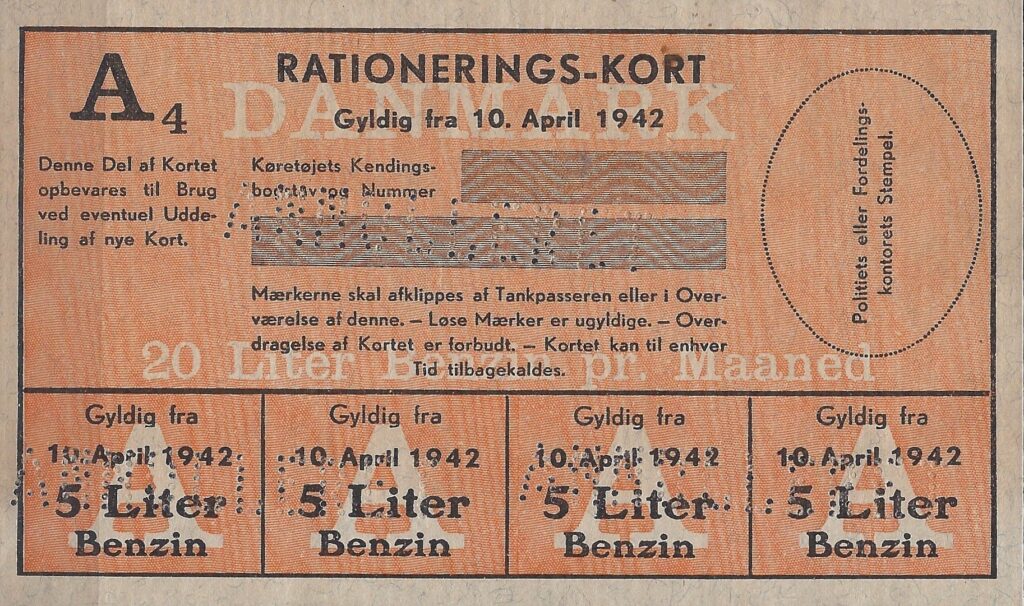 A4
RATIONERINGS-KORT
DANMARK
Gyldig fra 10. April 1942
Denne Del af Kortet
opbevares til Brug
ved eventuel Udde-
ling af nye Kort.
Køretøjets Kendings-
bogstav og Nummer
Politiets eller Fordelings-
kontorets Stempel.
Mærkerne skal afklippes af Tankpasseren eller i Over-
værelse af denne. – Løse Mærker er ugyldige. – Over-
dragelse af Kortet er forbudt. – Kortet kan til enhver
Tid tilbagekaldes.
20 Liter Benzin pr. Maaned
A
Gyldig fra
10. April 1942
5 Liter
Benzin
A
Gyldig fra
10. April 1942
5 Liter
Benzin
A
Gyldig fra
10. April 1942
5 Liter
Benzin
A
Gyldig fra
10. April 1942
5 Liter
Benzin